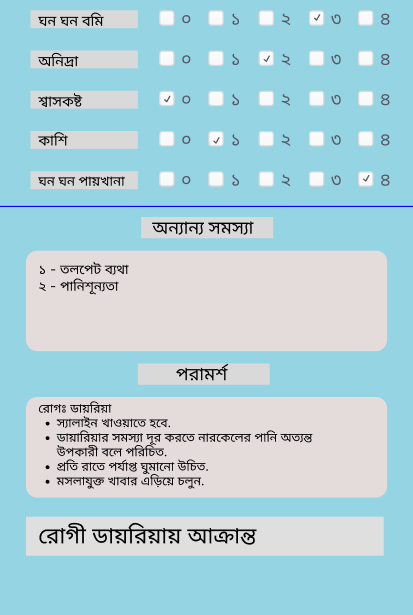 ঘন ঘন বমি ০ ১ ২ ✓ ৩ ৪
অনিদ্রা ০ ১ ✓ ২ ৩ ৪
শ্বাসকষ্ট ✓ ০ ১ ২ ৩ ৪
কাশি ০ ✓ ১ ২ ৩ ৪
ঘন ঘন পায়খানা ০ ১ ২ ৩ ✓ ৪
অন্যান্য সমস্যা
১ - তলপেট ব্যথা
২ - পানিশূন্যতা
পরামর্শ
রোগঃ ডায়রিয়া
• স্যালাইন খাওয়াতে হবে.
• ডায়ারিয়ার সমস্যা দূর করতে নারকেলের পানি অত্যন্ত
উপকারী বলে পরিচিত.
• প্রতি রাতে পর্যাপ্ত ঘুমানো উচিত.
• মসলাযুক্ত খাবার এড়িয়ে চলুন.
রোগী ডায়রিয়ায় আক্রান্ত